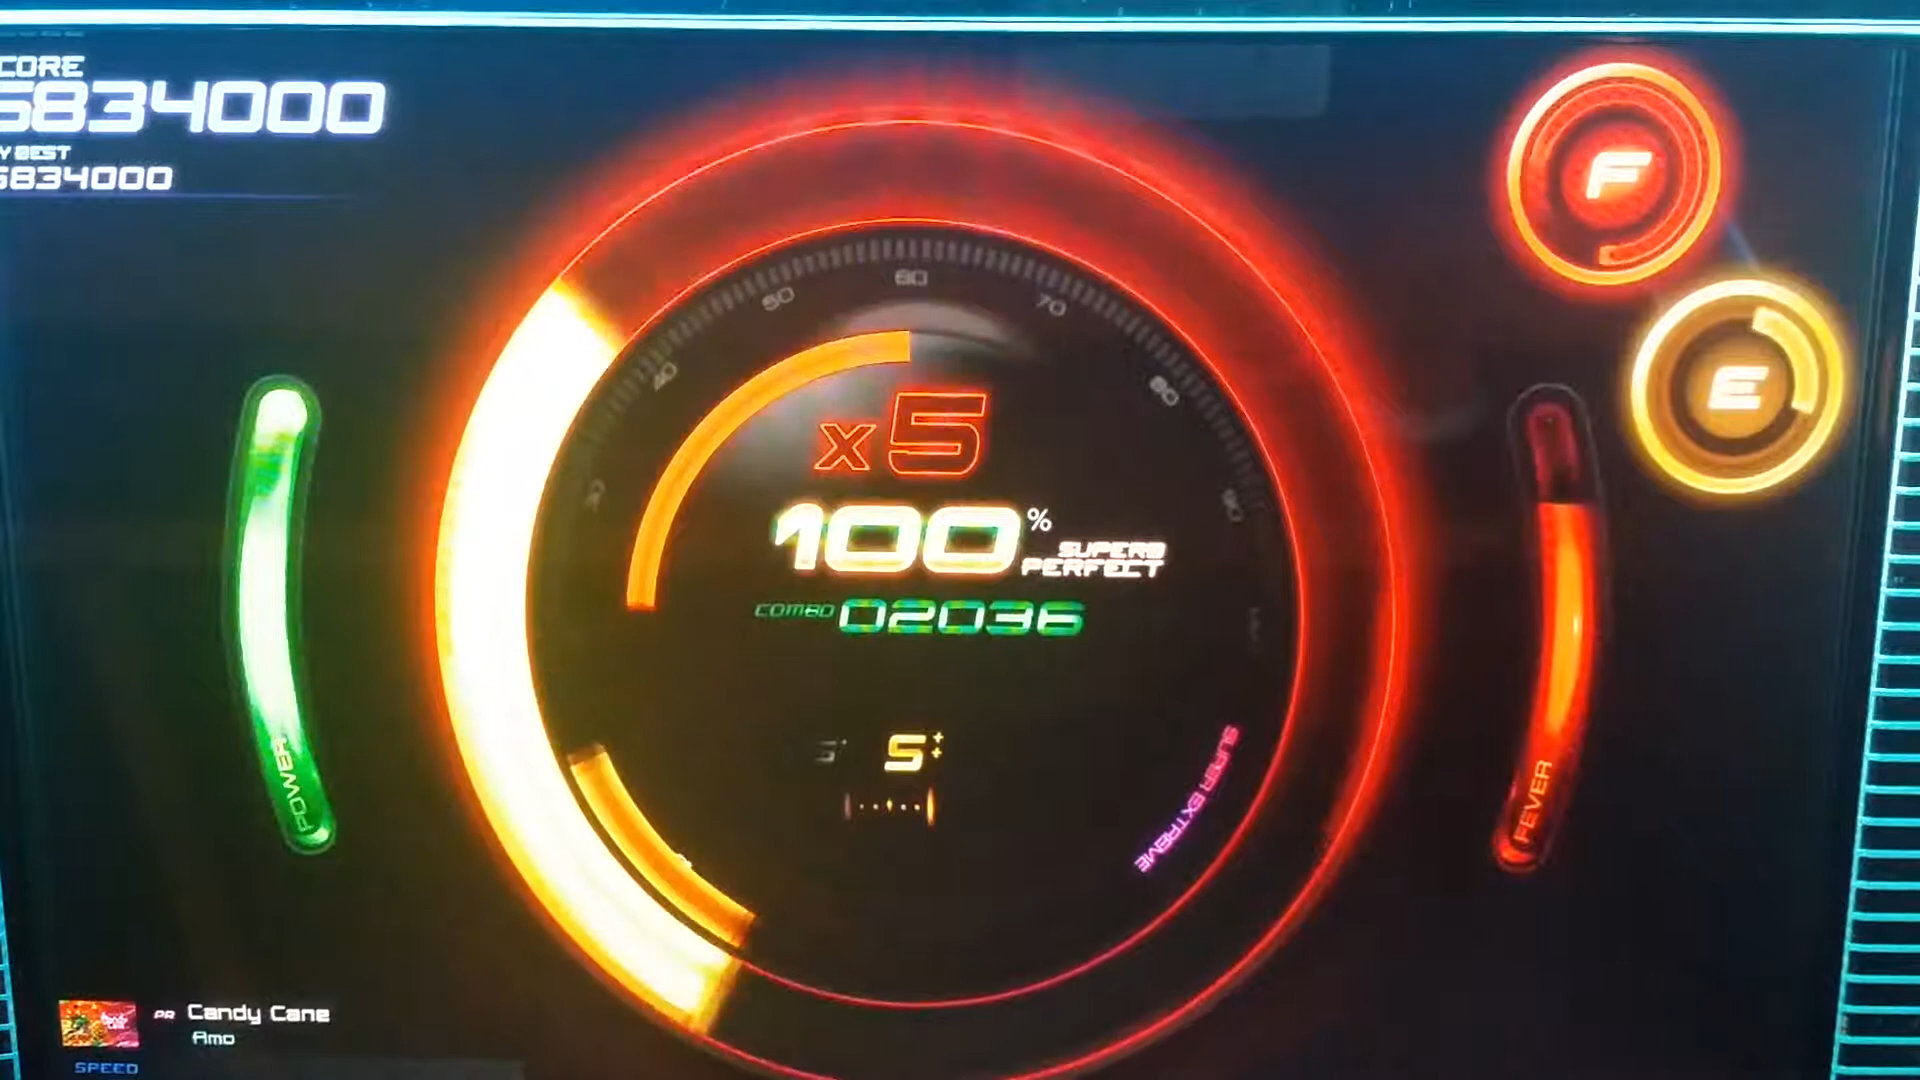 CORE
5834000
Y BEST
5834000
F
E
30
40
50
60
70
80
90
x5
100%
SUPERB
PERFECT
COMBO 02036
S+ S++
SUPER EXTREME
POWER
FEVER
PR Candy Cane
Amo
SPEED